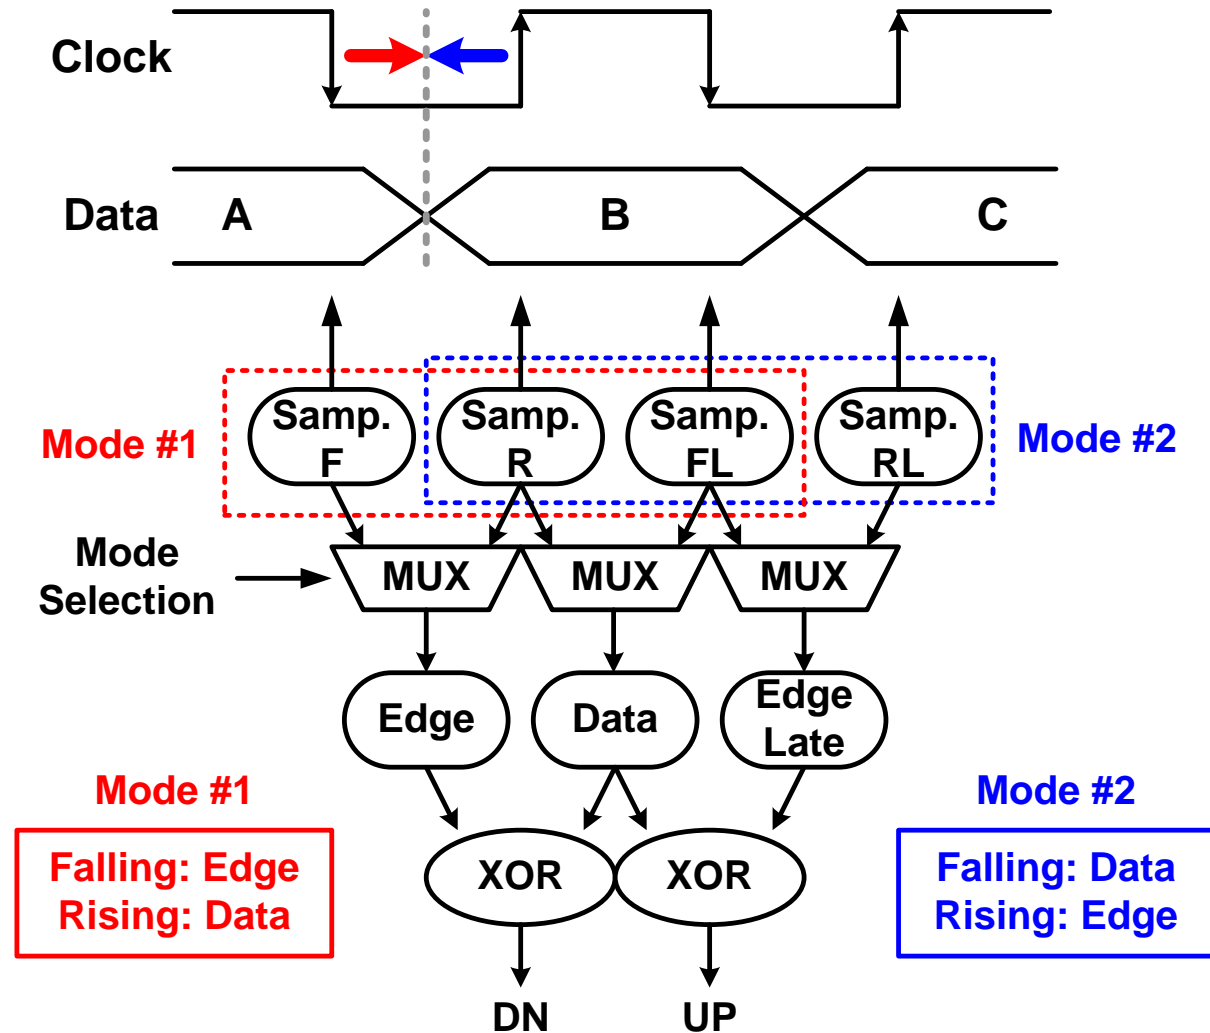 Clock
Data
A
B
C
Mode #1
Samp.
F
Samp.
R
Samp.
FL
Samp.
RL
Mode #2
Mode
Selection
MUX
MUX
MUX
Edge
Data
Edge
Late
Mode #1
Falling: Edge
Rising: Data
XOR
XOR
Mode #2
Falling: Data
Rising: Edge
DN
UP